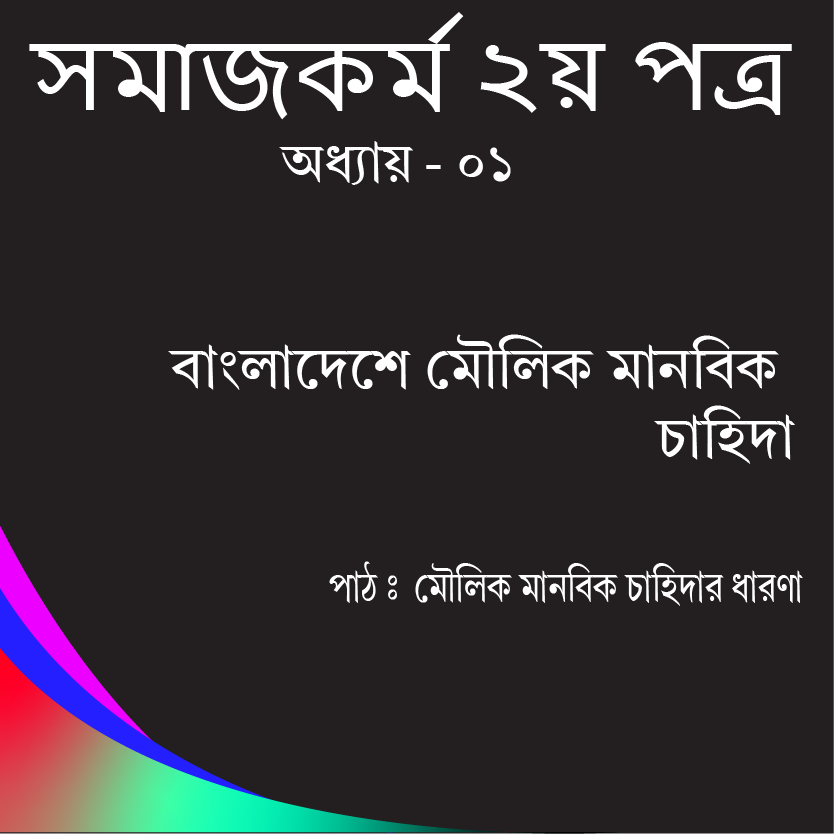 সমাজকর্ম ২য় পত্র
অধ্যায় - ০১
বাংলাদেশে মৌলিক মানবিক
চাহিদা
পাঠ ঃ মৌলিক মানবিক চাহিদার ধারণা